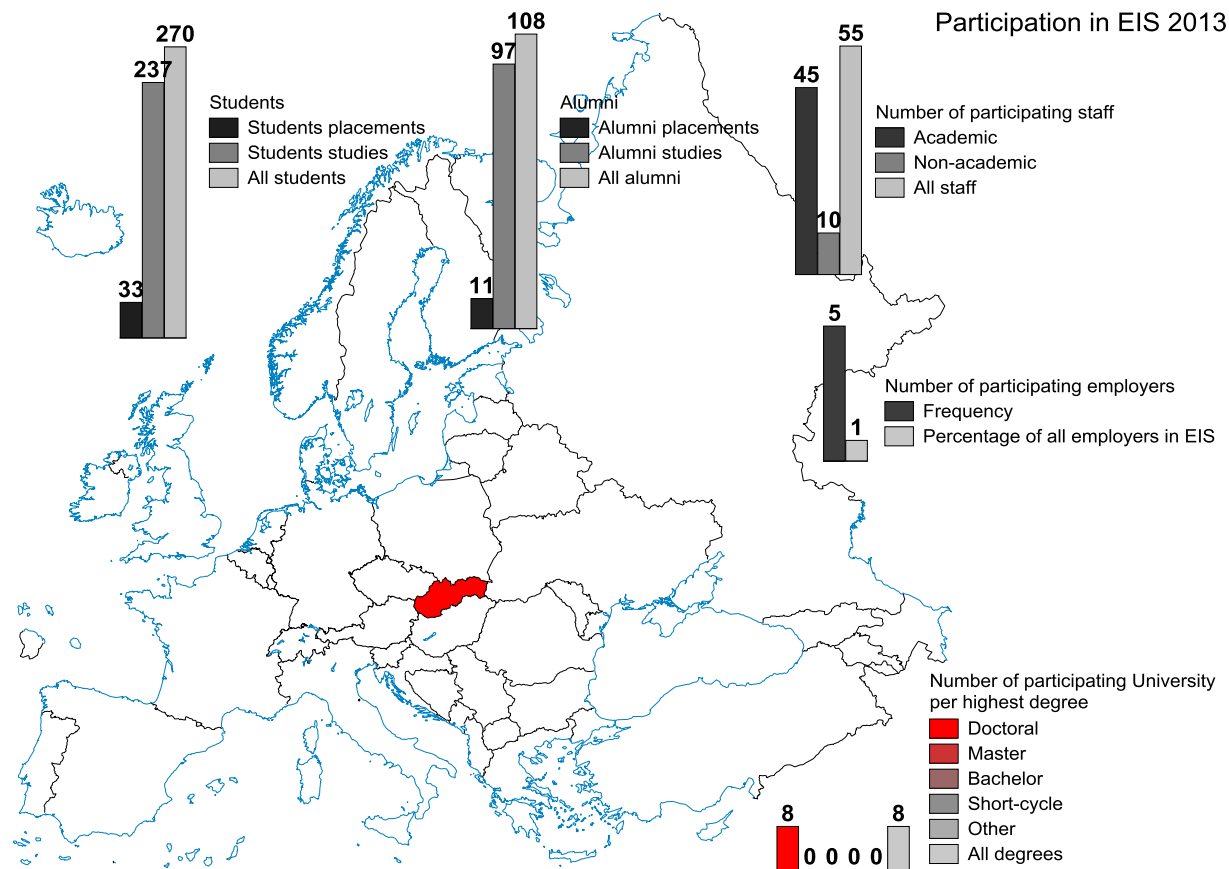 Participation in EIS 2013
270
237
33
Students
Students placements
Students studies
All students
108
97
11
Alumni
Alumni placements
Alumni studies
All alumni
55
45
10
Number of participating staff
Academic
Non-academic
All staff
5
1
Number of participating employers
Frequency
Percentage of all employers in EIS
Number of participating University
per highest degree
Doctoral
Master
Bachelor
Short-cycle
Other
All degrees
8 0 0 0 0 8